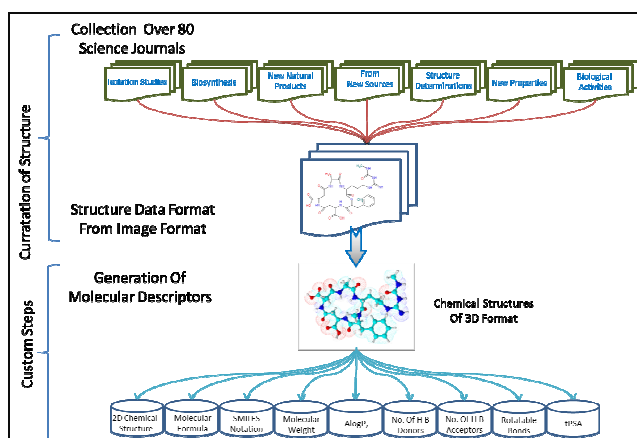 Collection Over 80
Science Journals
Isolation Studies
Biosynthesis
New Natural
Products
From
New Sources
Structure
Determinations
New Properties
Biological
Activities
Curratation of Structure
Structure Data Format
From Image Format
Generation Of
Molecular Descriptors
Chemical Structures
Of 3D Format
Custom Steps
2D Chemical
Structure
Molecular
Formula
SMILES
Notation
Molecular
Weight
AlogP,
No. Of H B
Donors
No. Of H B
Acceptors
Rotatable
Bonds
tPSA